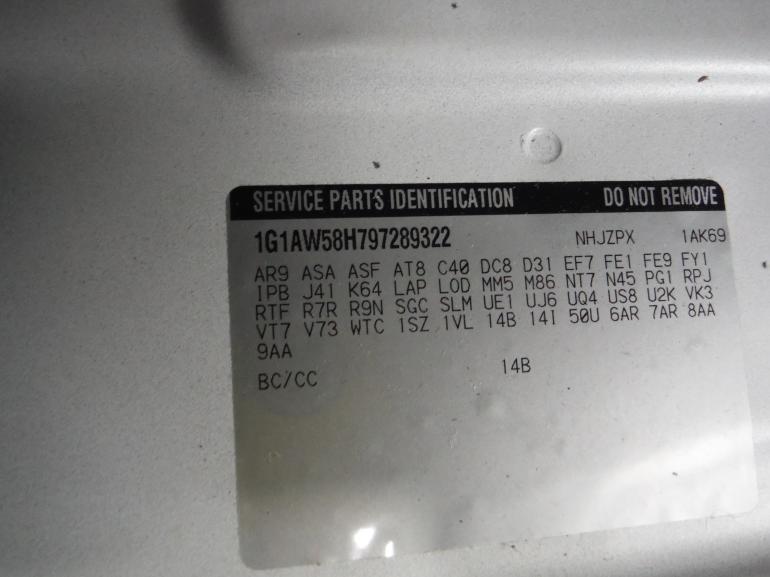 SERVICE PARTS IDENTIFICATION DO NOT REMOVE
1G1AW58H797289322 NHJZPX 1AK69
AR9 ASA ASF AT8 C40 DC8 D31 EF7 FE1 FE9 FY1
1PB J41 K64 LAP LOD MM5 M86 NT7 N45 PG1 RPJ
RTF R7R R9N SGC SLM UE1 UJ6 UQ4 US8 U2K VK3
VT7 V73 WTC 1SZ 1VL 14B 14I 50U 6AR 7AR 8AA
9AA
BC/CC 14B